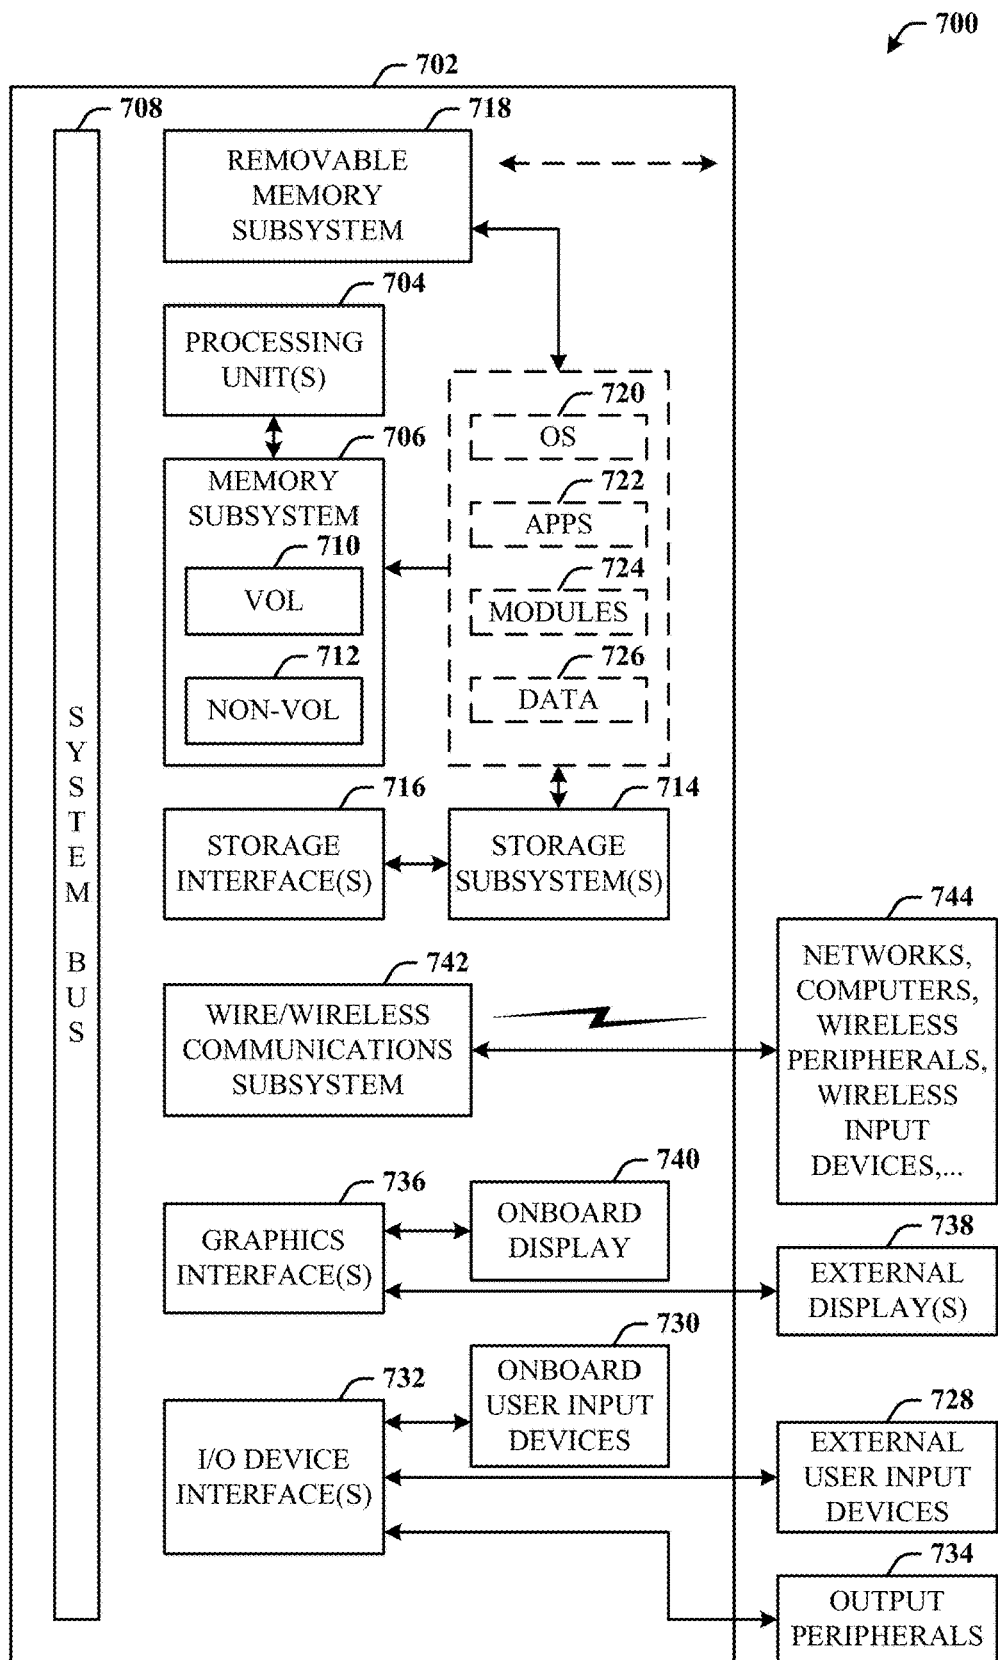 700
702
708
SYSTEM BUS
718
REMOVABLE
MEMORY
SUBSYSTEM
704
PROCESSING
UNIT(S)
706
MEMORY
SUBSYSTEM
710
VOL
712
NON-VOL
720
OS
722
APPS
724
MODULES
726
DATA
716
STORAGE
INTERFACE(S)
714
STORAGE
SUBSYSTEM(S)
742
WIRE/WIRELESS
COMMUNICATIONS
SUBSYSTEM
744
NETWORKS,
COMPUTERS,
WIRELESS
PERIPHERALS,
WIRELESS
INPUT
DEVICES,...
736
GRAPHICS
INTERFACE(S)
740
ONBOARD
DISPLAY
738
EXTERNAL
DISPLAY(S)
732
I/O DEVICE
INTERFACE(S)
730
ONBOARD
USER INPUT
DEVICES
728
EXTERNAL
USER INPUT
DEVICES
734
OUTPUT
PERIPHERALS